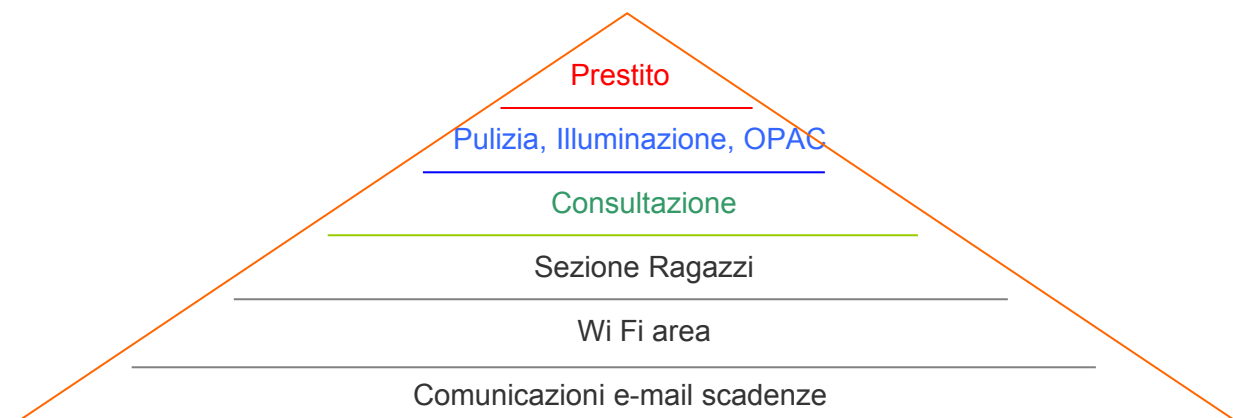 Prestito
Pulizia, Illuminazione, OPAC
Consultazione
Sezione Ragazzi
Wi Fi area
Comunicazioni e-mail scadenze